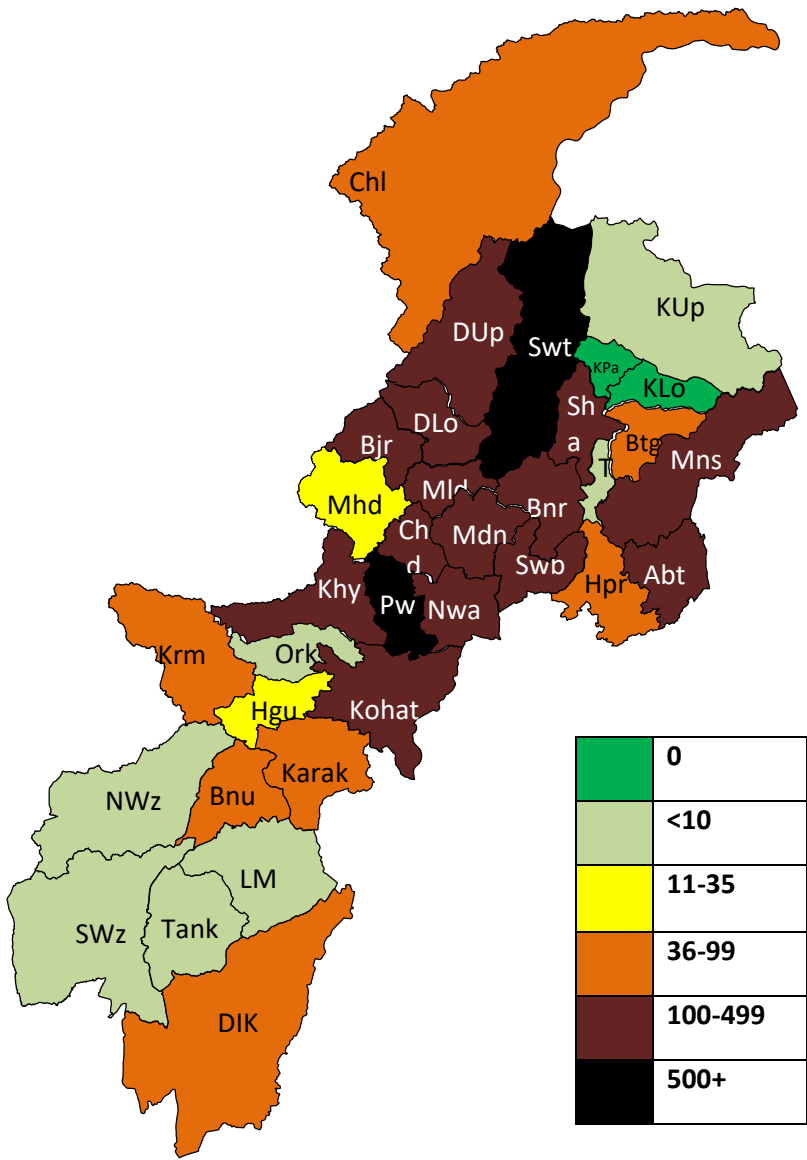 Chl
KUp
DUp
Swt
KPa
KLo
Sh
a
DLo
Btg
Bjr
Mns
T
Mld
Mhd
Bnr
Ch
d
Mdn
Swb
Abt
Hpr
Khy
Pw
Nwa
Krm
Ork
Hgu
Kohat
Karak
NWz
Bnu
LM
SWz
Tank
DIK
0
<10
11-35
36-99
100-499
500+